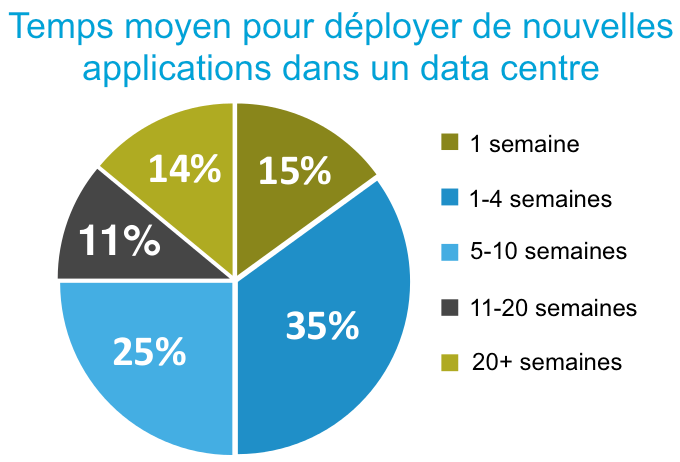 Temps moyen pour déployer de nouvelles
applications dans un data centre
14%
15%
11%
25%
35%
1 semaine
1-4 semaines
5-10 semaines
11-20 semaines
20+ semaines